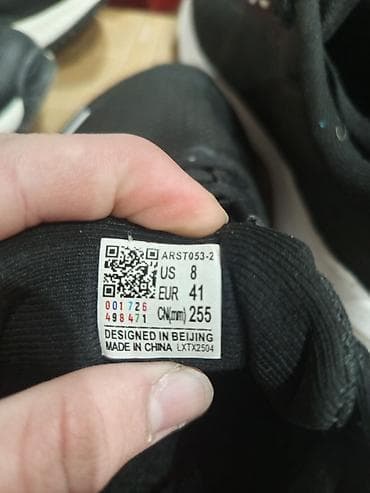 ARST053-2
US 8
EUR 41
CN(mm) 255
001726
498471
DESIGNED IN BEIJING
MADE IN CHINA LXTX2504